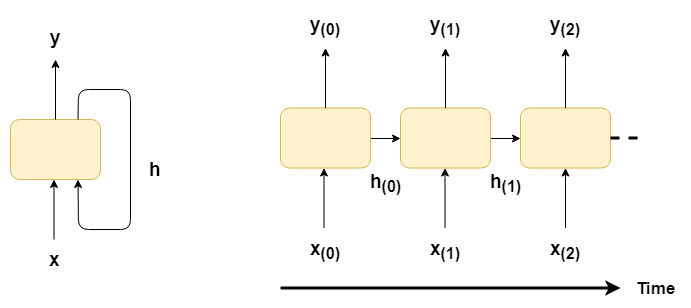 y
h
x
y(0) y(1) y(2)
h(0) h(1)
x(0) x(1) x(2)
Time